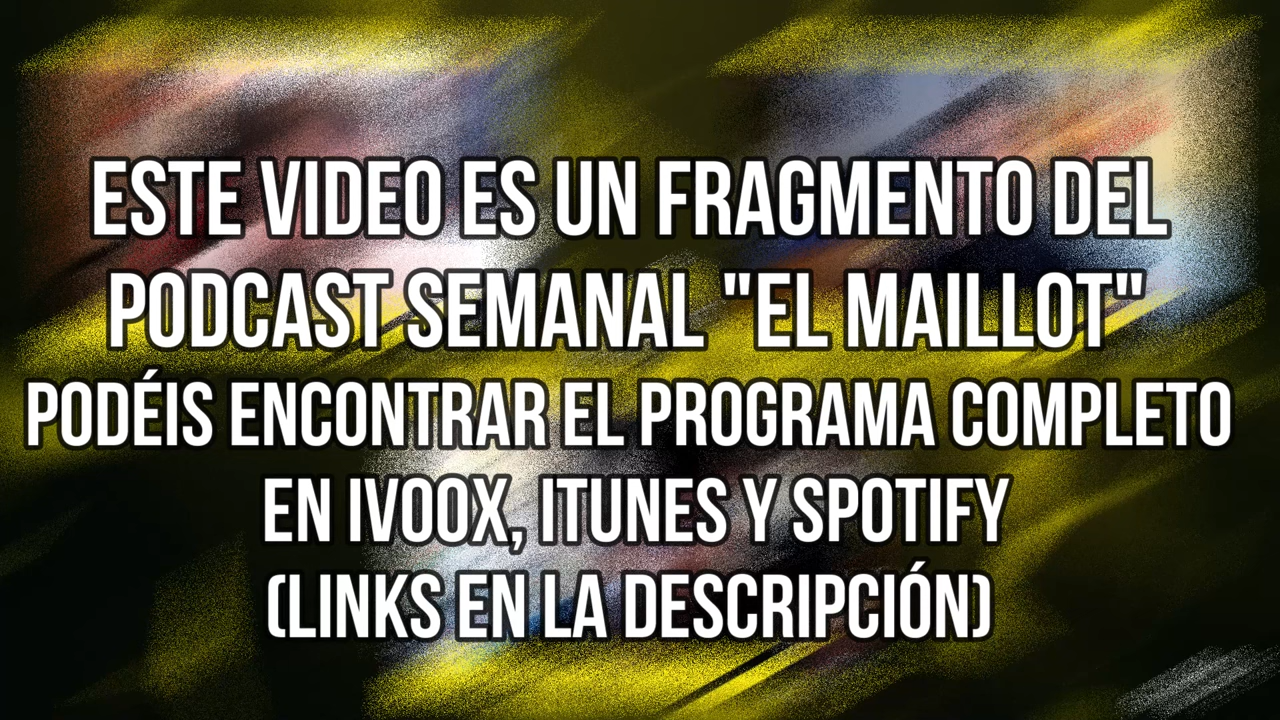 ESTE VIDEO ES UN FRAGMENTO DEL
PODCAST SEMANAL "EL MAILLOT"
PODÉIS ENCONTRAR EL PROGRAMA COMPLETO
EN IVOOX, ITUNES Y SPOTIFY
(LINKS EN LA DESCRIPCIÓN)